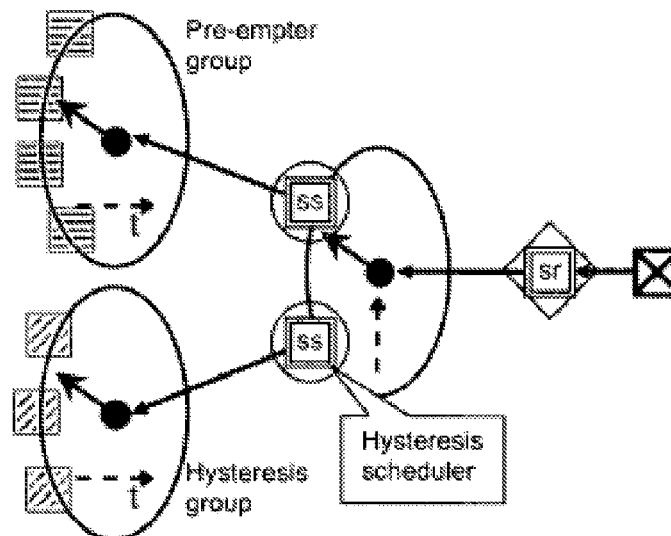 Pre-empter
group
t
ss
sr
ss
Hysteresis
scheduler
t
Hysteresis
group